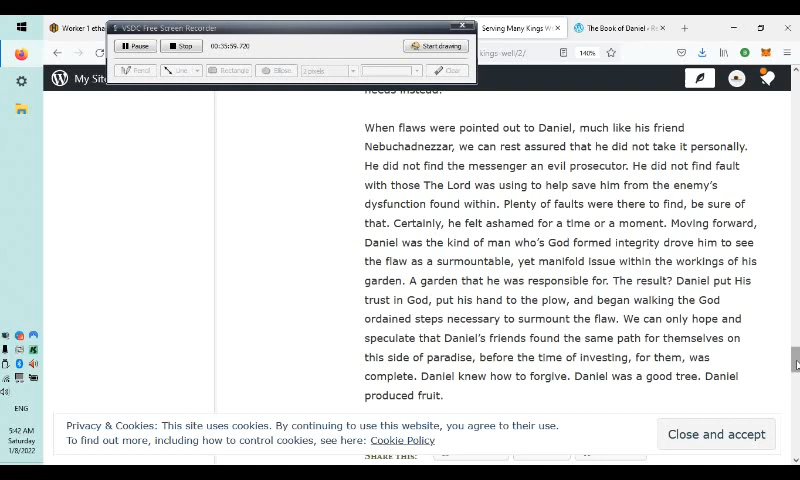 Worker 1 etha
VSDC Free Screen Recorder
Serving Many Kings W
The Book of Daniel - R
Pause
Stop
00:35:59.720
Start drawing
kings-well/2/
140%
Pencil
Line
Rectangle
Ellipse
2 pixels
Clear
My Sit
needs instead.
When flaws were pointed out to Daniel, much like his friend
Nebuchadnezzar, we can rest assured that he did not take it personally.
He did not find the messenger an evil prosecutor. He did not find fault
with those The Lord was using to help save him from the enemy's
dysfunction found within. Plenty of faults were there to find, be sure of
that. Certainly, he felt ashamed for a time or a moment. Moving forward,
Daniel was the kind of man who's God formed integrity drove him to see
the flaw as a surmountable, yet manifold issue within the workings of his
garden. A garden that he was responsible for. The result? Daniel put His
trust in God, put his hand to the plow, and began walking the God
ordained steps necessary to surmount the flaw. We can only hope and
speculate that Daniel's friends found the same path for themselves on
this side of paradise, before the time of investing, for them, was
complete. Daniel knew how to forgive. Daniel was a good tree. Daniel
produced fruit.
Privacy & Cookies: This site uses cookies. By continuing to use this website, you agree to their use.
To find out more, including how to control cookies, see here: Cookie Policy
Close and accept
SHARE THIS:
ENG
5:42 AM
Saturday
1/8/2022